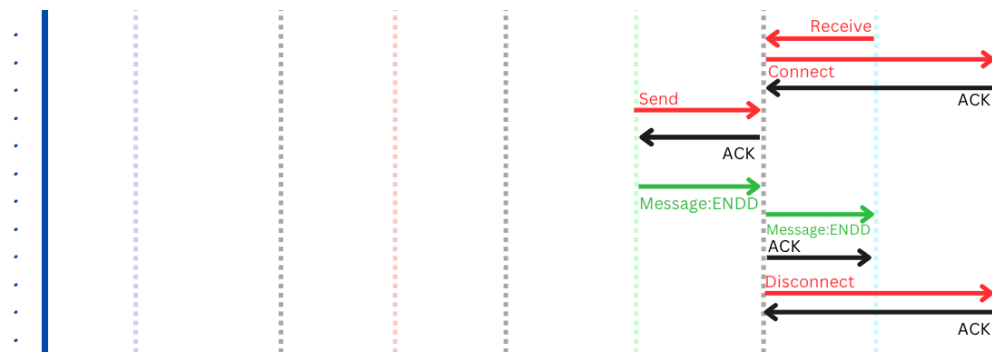 Receive
Connect
ACK
Send
ACK
Message:ENDD
Message:ENDD
ACK
Disconnect
ACK